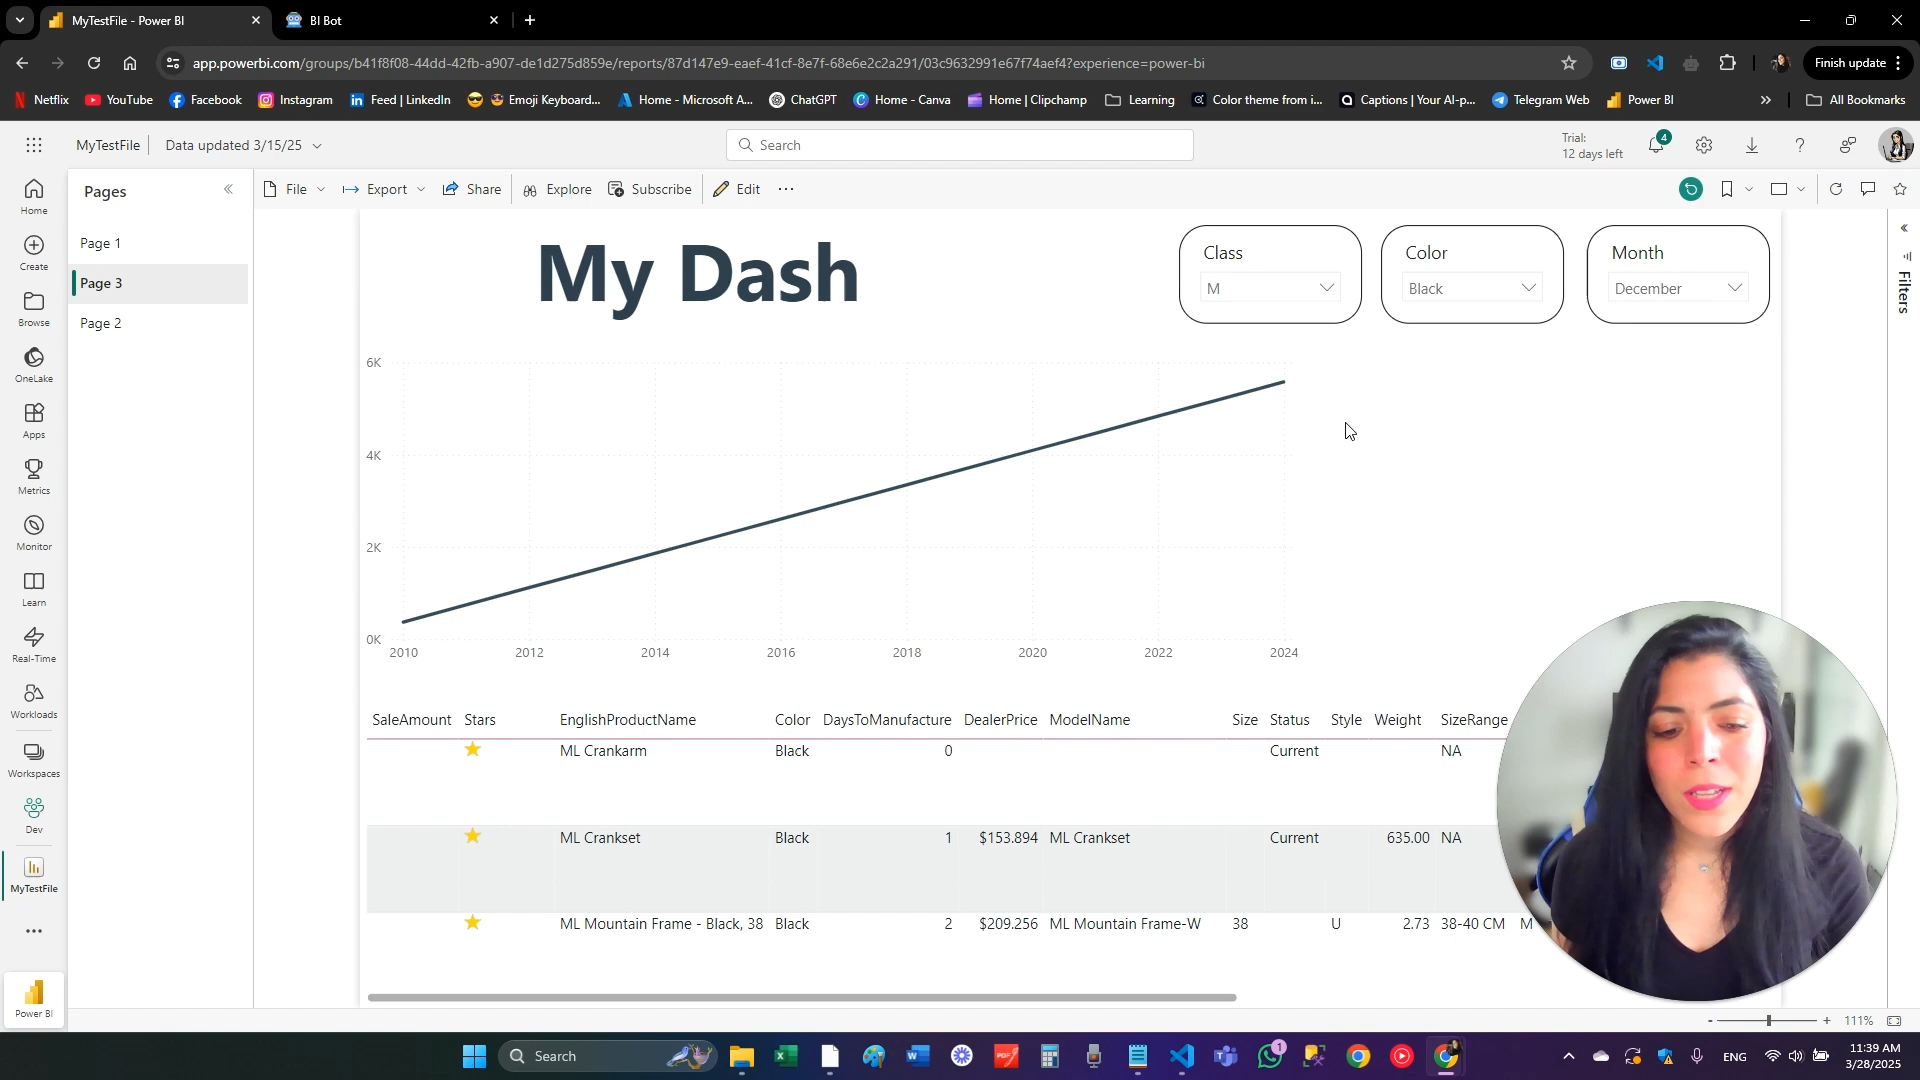 MyTestFile - Power BI
BI Bot
app.powerbi.com/groups/b41f8f08-44dd-42fb-a907-de1d275d859e/reports/87d147e9-eaef-41cf-8e7f-68e6e2c2a291/03c9632991e67f74aef4?experience=power-bi
Finish update
Netflix YouTube Facebook Instagram Feed | LinkedIn Emoji Keyboard... Home - Microsoft A... ChatGPT Home - Canva Home | Clipchamp Learning Color theme from i... Captions | Your AI-p... Telegram Web Power BI
All Bookmarks
MyTestFile
Data updated 3/15/25
Search
Trial:
12 days left
4
Home
Create
Browse
OneLake
Apps
Metrics
Monitor
Learn
Real-Time
Workloads
Workspaces
Dev
MyTestFile
Power BI
Pages
Page 1
Page 3
Page 2
File Export Share Explore Subscribe Edit
My Dash
Class
M
Color
Black
Month
December
Filters
6K
4K
2K
0K
2010 2012 2014 2016 2018 2020 2022 2024
SaleAmount Stars EnglishProductName Color DaysToManufacture DealerPrice ModelName Size Status Style Weight SizeRange
ML Crankarm Black 0 Current NA
ML Crankset Black 1 $153.894 ML Crankset Current 635.00 NA
ML Mountain Frame - Black, 38 Black 2 $209.256 ML Mountain Frame-W 38 U 2.73 38-40 CM M
- + 111%
Search
1
ENG
11:39 AM
3/28/2025